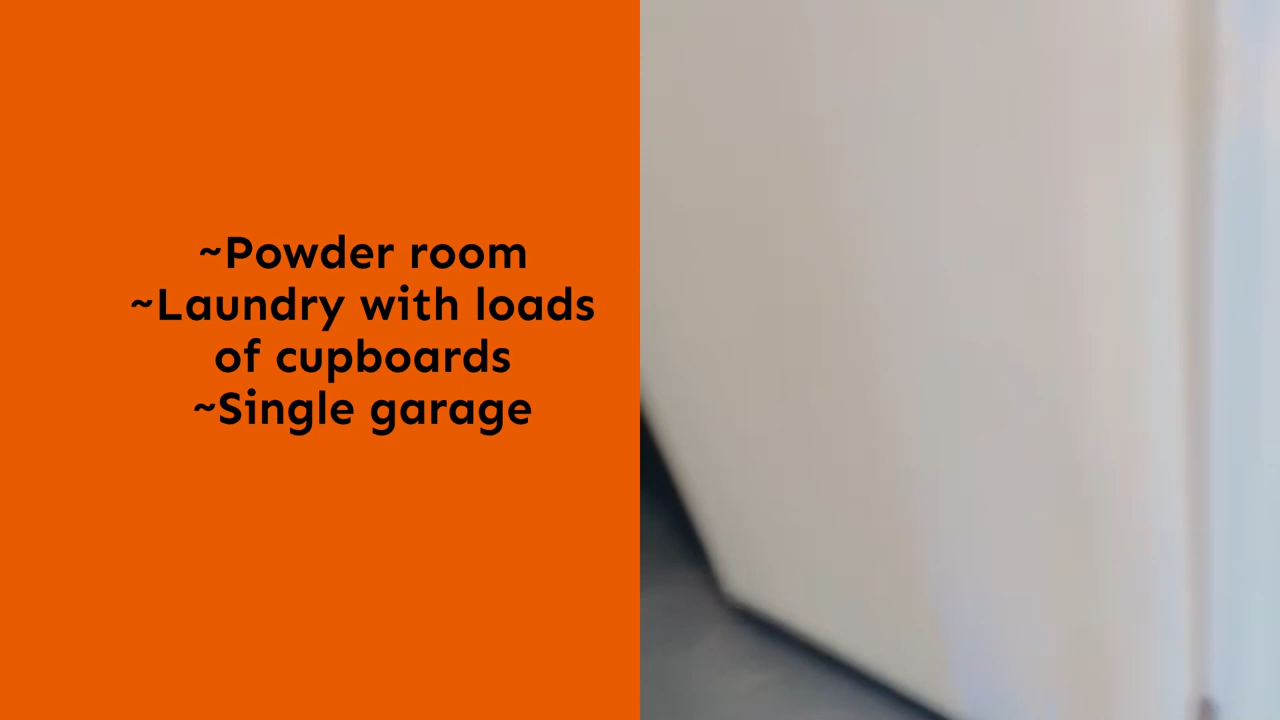 ~Powder room
~Laundry with loads
of cupboards
~Single garage